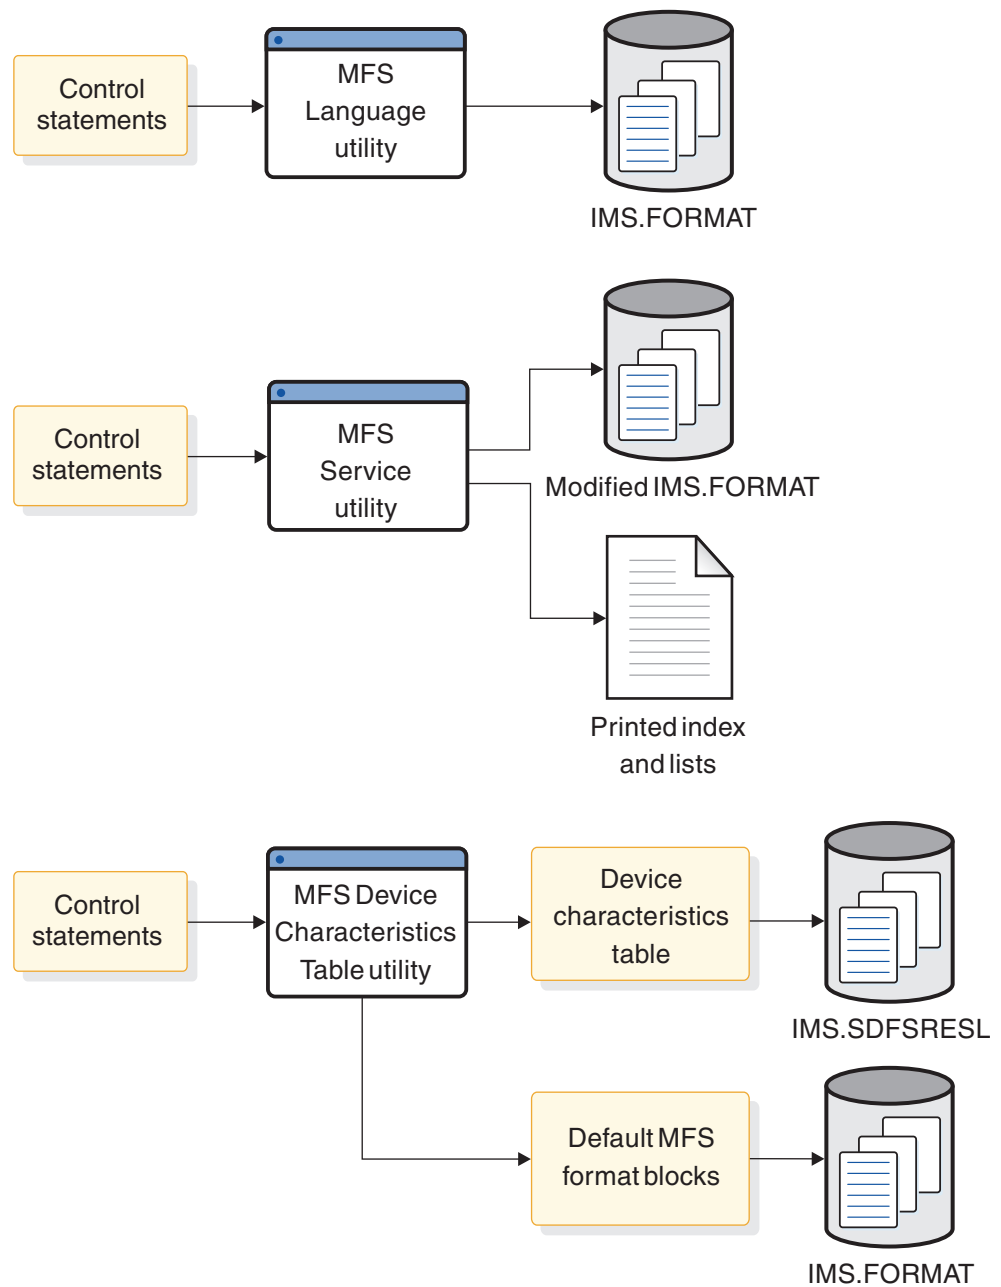 Control
statements
MFS
Language
utility
IMS.FORMAT
Control
statements
MFS
Service
utility
Modified IMS.FORMAT
Printed index
and lists
Control
statements
MFS Device
Characteristics
Table utility
Device
characteristics
table
IMS.SDFSRESL
Default MFS
format blocks
IMS.FORMAT